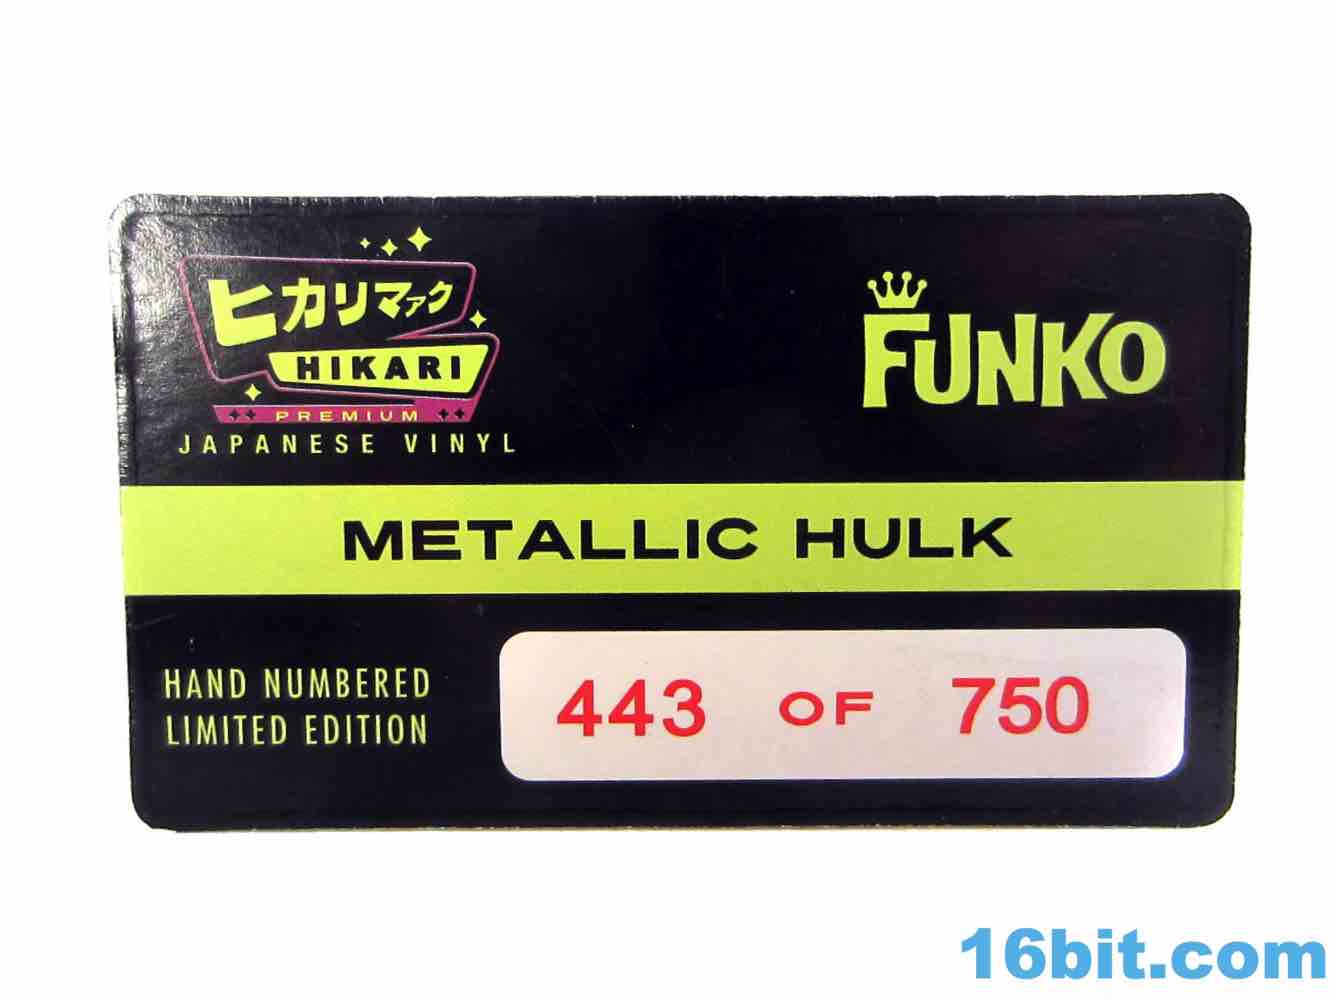 ヒカリマァク
HIKARI
PREMIUM
JAPANESE VINYL
FUNKO
METALLIC HULK
HAND NUMBERED
LIMITED EDITION
443 OF 750
16bit.com